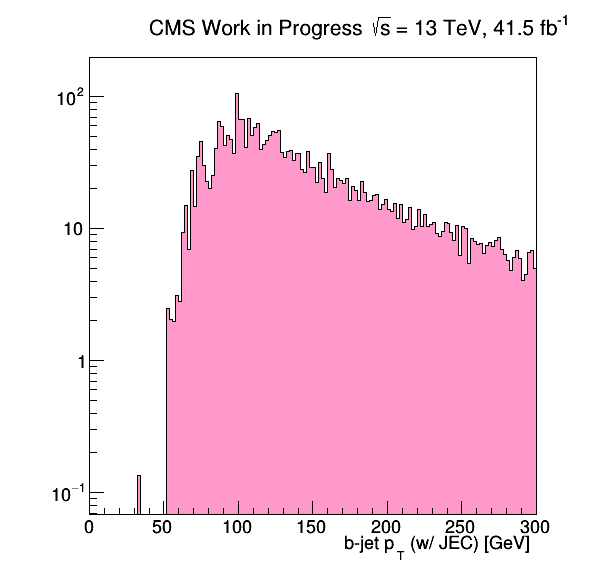 CMS Work in Progress √s = 13 TeV, 41.5 fb⁻¹
10²
10
1
10⁻¹
0 50 100 150 200 250 300
b-jet p_T (w/ JEC) [GeV]